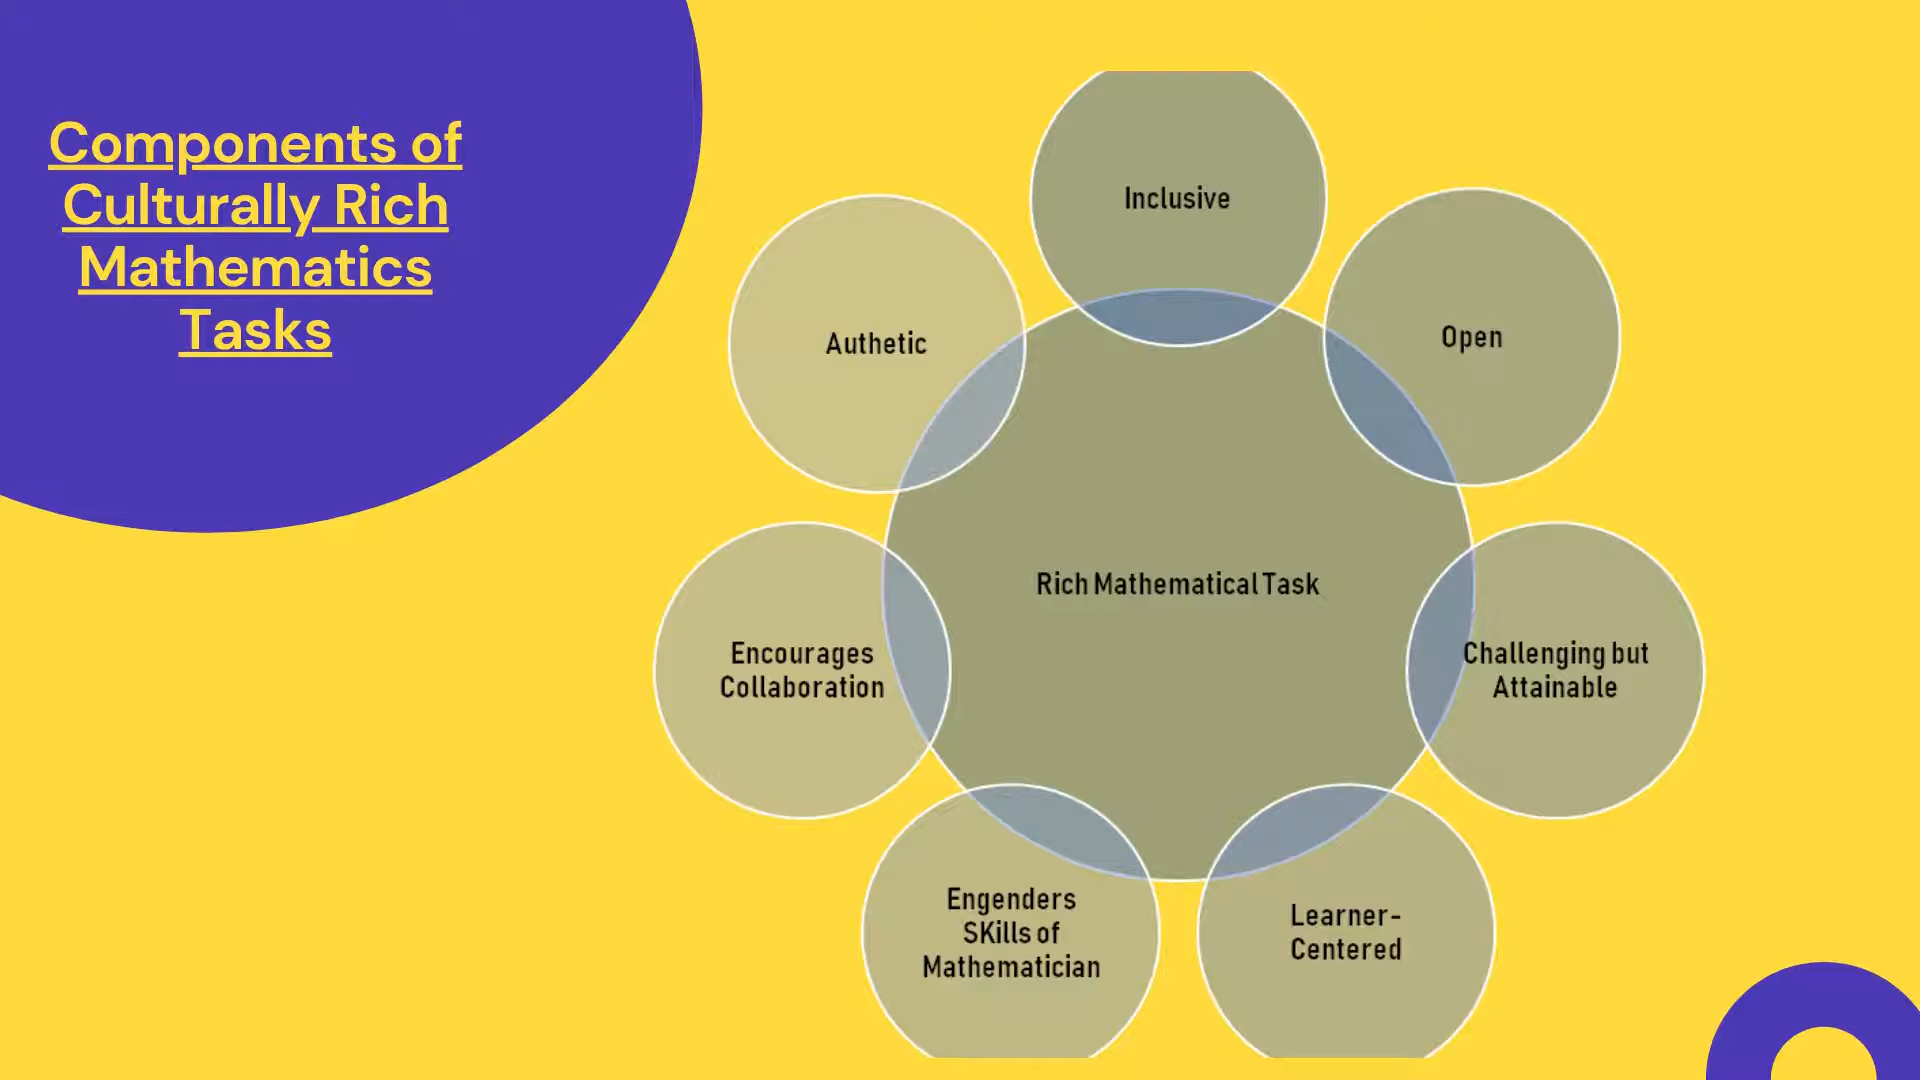 Components of
Culturally Rich
Mathematics
Tasks
Inclusive
Open
Authetic
Rich Mathematical Task
Encourages
Collaboration
Challenging but
Attainable
Engenders
SKills of
Mathematician
Learner-
Centered